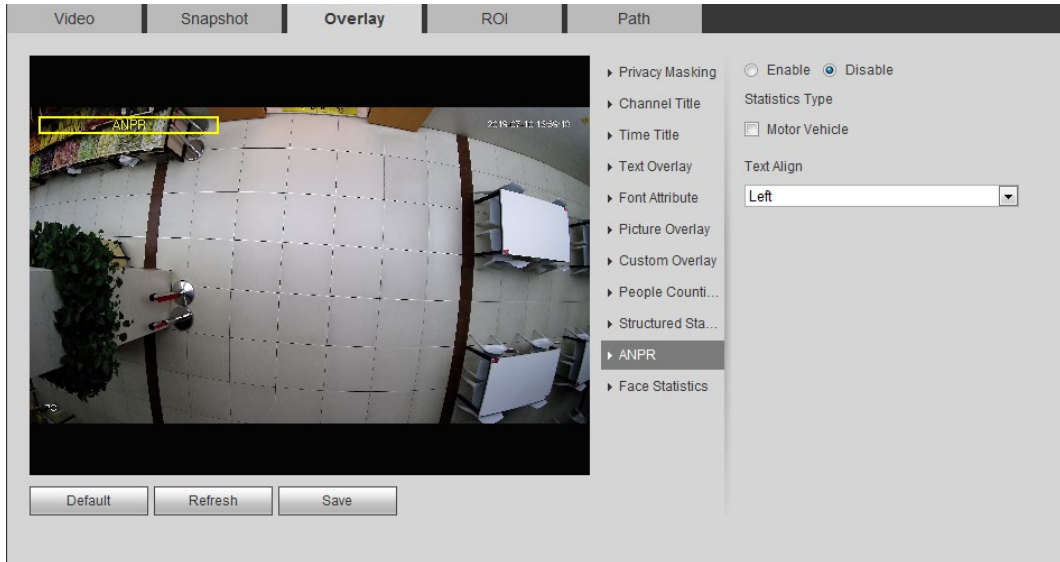 Video Snapshot Overlay ROI Path
ANPR
Privacy Masking
Channel Title
Time Title
Text Overlay
Font Attribute
Picture Overlay
Custom Overlay
People Counti...
Structured Sta...
ANPR
Face Statistics
Enable Disable
Statistics Type
Motor Vehicle
Text Align
Left
Default Refresh Save